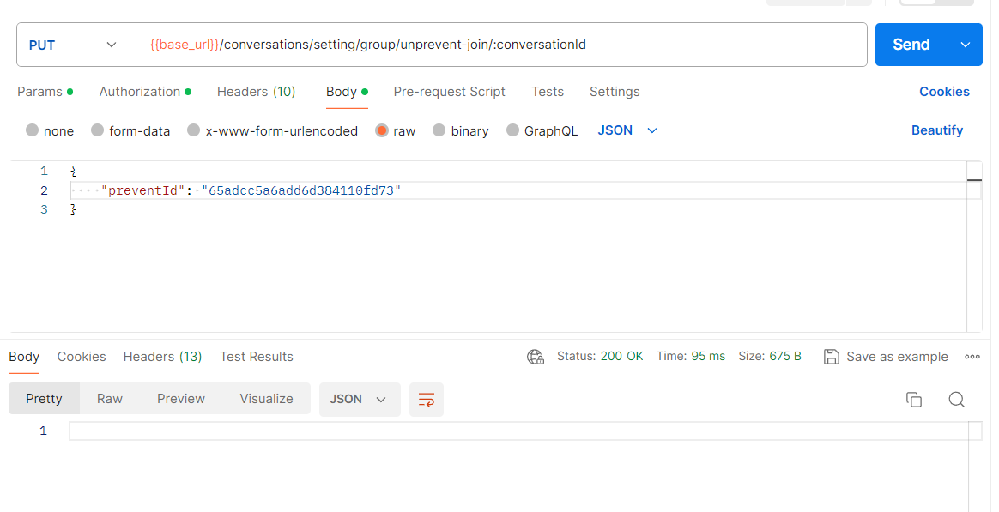 PUT {{base_url}}/conversations/setting/group/unprevent-join/:conversationId Send
Params Authorization Headers (10) Body Pre-request Script Tests Settings Cookies
none form-data x-www-form-urlencoded raw binary GraphQL JSON Beautify
1 {
2 "preventId": "65adcc5a6add6d384110fd73"
3 }
Body Cookies Headers (13) Test Results Status: 200 OK Time: 95 ms Size: 675 B Save as example
Pretty Raw Preview Visualize JSON
1